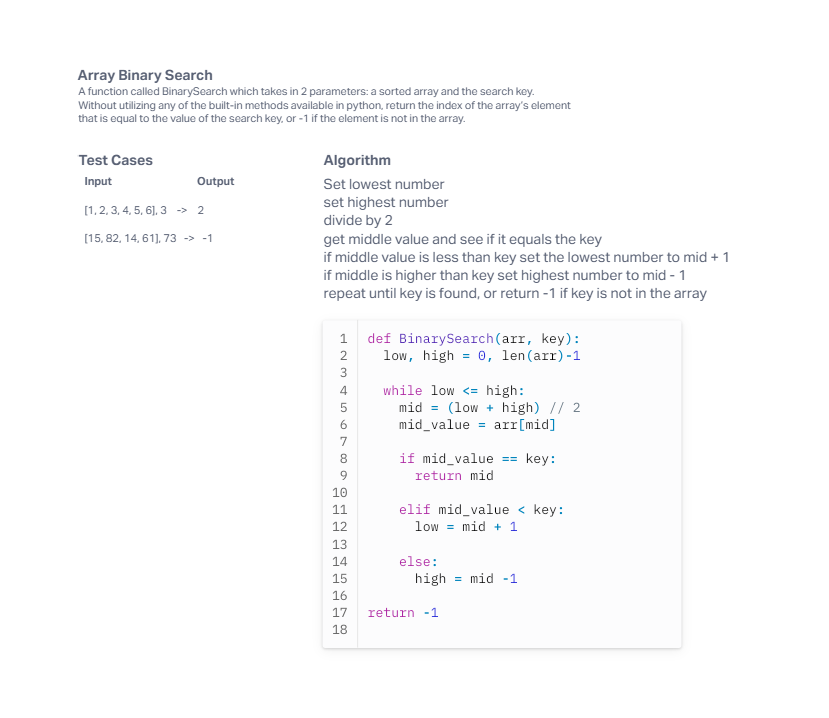 Array Binary Search
A function called BinarySearch which takes in 2 parameters: a sorted array and the search key.
Without utilizing any of the built-in methods available in python, return the index of the array's element
that is equal to the value of the search key, or -1 if the element is not in the array.
Test Cases
Input Output
[1, 2, 3, 4, 5, 6], 3 -> 2
[15, 82, 14, 61], 73 -> -1
Algorithm
Set lowest number
set highest number
divide by 2
get middle value and see if it equals the key
if middle value is less than key set the lowest number to mid + 1
if middle is higher than key set highest number to mid - 1
repeat until key is found, or return -1 if key is not in the array
1 def BinarySearch(arr, key):
2   low, high = 0, len(arr)-1
3
4   while low <= high:
5     mid = (low + high) // 2
6     mid_value = arr[mid]
7
8     if mid_value == key:
9       return mid
10
11     elif mid_value < key:
12       low = mid + 1
13
14     else:
15       high = mid -1
16
17 return -1
18